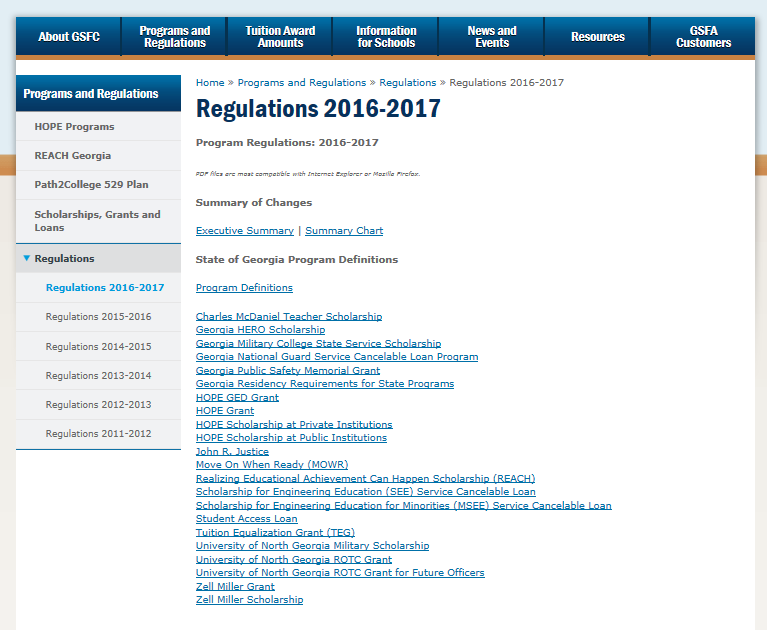 About GSFC
Programs and Regulations
Tuition Award Amounts
Information for Schools
News and Events
Resources
GSFA Customers
Programs and Regulations
HOPE Programs
REACH Georgia
Path2College 529 Plan
Scholarships, Grants and
Loans
▼ Regulations
Regulations 2016-2017
Regulations 2015-2016
Regulations 2014-2015
Regulations 2013-2014
Regulations 2012-2013
Regulations 2011-2012
Home » Programs and Regulations » Regulations » Regulations 2016-2017
Regulations 2016-2017
Program Regulations: 2016-2017
PDF files are most compatible with Internet Explorer or Mozilla Firefox.
Summary of Changes
Executive Summary | Summary Chart
State of Georgia Program Definitions
Program Definitions
Charles McDaniel Teacher Scholarship
Georgia HERO Scholarship
Georgia Military College State Service Scholarship
Georgia National Guard Service Cancelable Loan Program
Georgia Public Safety Memorial Grant
Georgia Residency Requirements for State Programs
HOPE GED Grant
HOPE Grant
HOPE Scholarship at Private Institutions
HOPE Scholarship at Public Institutions
John R. Justice
Move On When Ready (MOWR)
Realizing Educational Achievement Can Happen Scholarship (REACH)
Scholarship for Engineering Education (SEE) Service Cancelable Loan
Scholarship for Engineering Education for Minorities (MSEE) Service Cancelable Loan
Student Access Loan
Tuition Equalization Grant (TEG)
University of North Georgia Military Scholarship
University of North Georgia ROTC Grant
University of North Georgia ROTC Grant for Future Officers
Zell Miller Grant
Zell Miller Scholarship